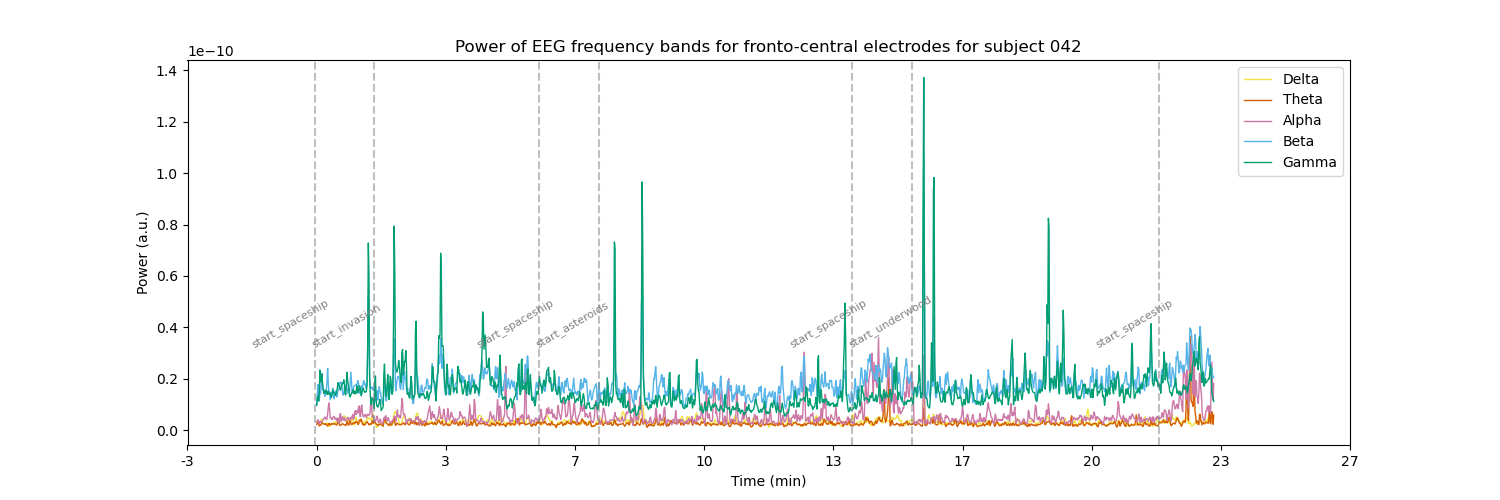 Power of EEG frequency bands for fronto-central electrodes for subject 042
1e−10
1.4
1.2
1.0
0.8
0.6
0.4
0.2
0.0
Power (a.u.)
start_spaceship
start_invasion
start_spaceship
start_asteroids
start_spaceship
start_underwood
start_spaceship
Delta
Theta
Alpha
Beta
Gamma
-3
0
3
7
10
13
17
20
23
27
Time (min)